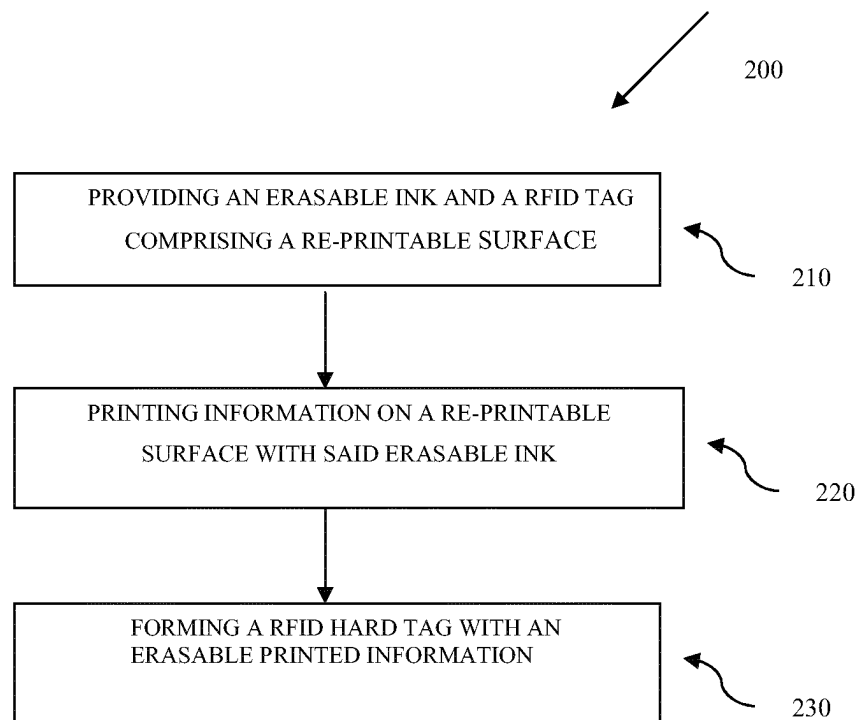 200
PROVIDING AN ERASABLE INK AND A RFID TAG
COMPRISING A RE-PRINTABLE SURFACE
210
PRINTING INFORMATION ON A RE-PRINTABLE
SURFACE WITH SAID ERASABLE INK
220
FORMING A RFID HARD TAG WITH AN
ERASABLE PRINTED INFORMATION
230